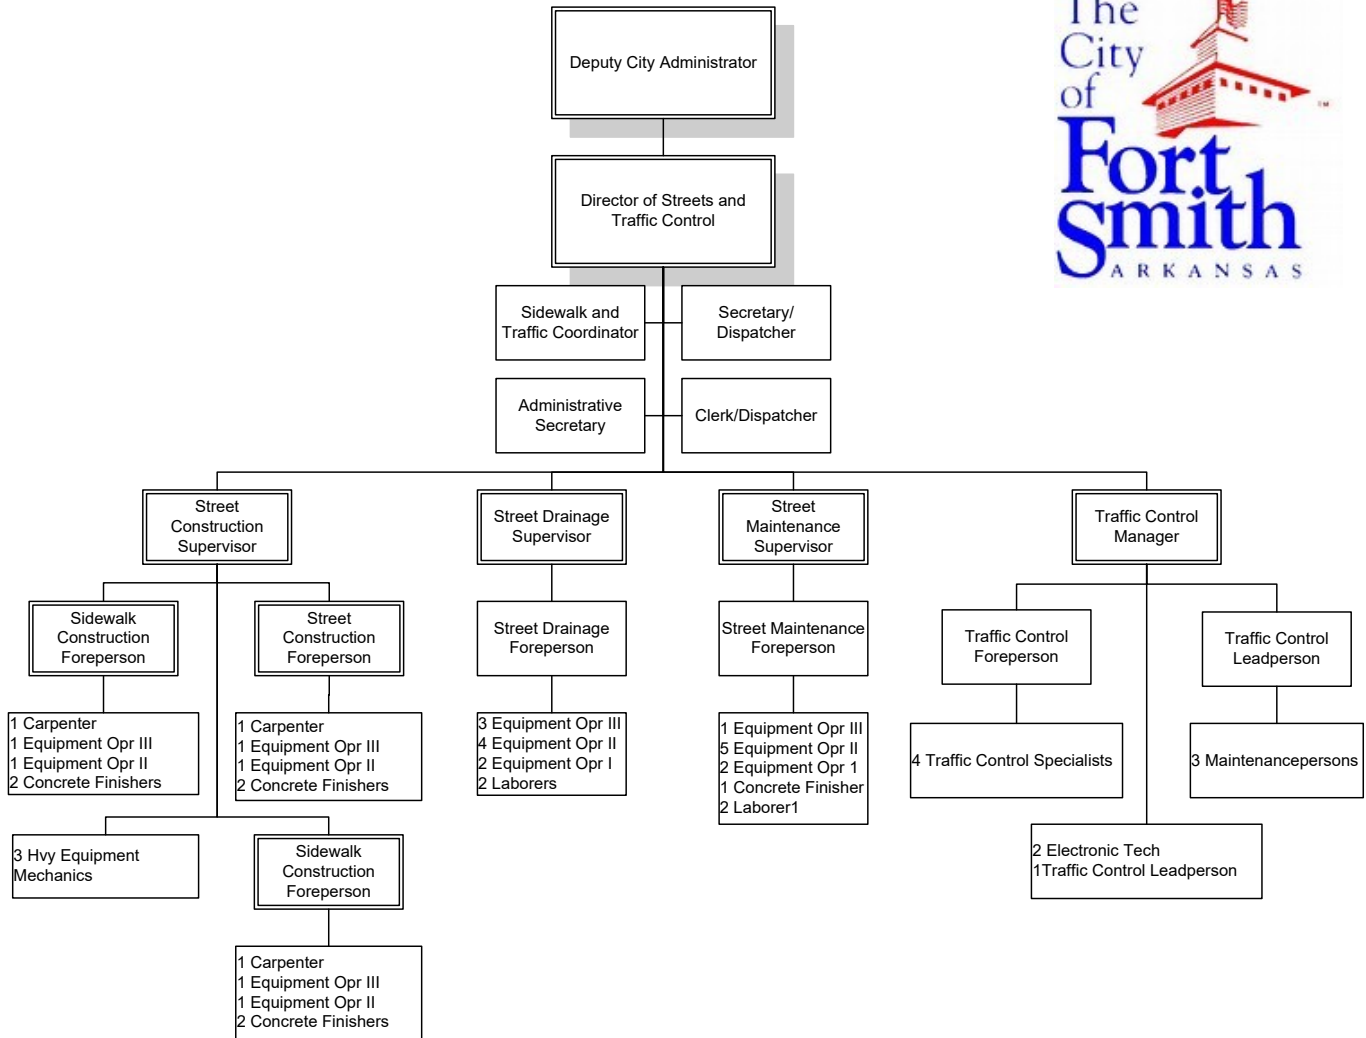 The
City
of
Fort
Smith
ARKANSAS
TM
Deputy City Administrator
Director of Streets and
Traffic Control
Sidewalk and
Traffic Coordinator
Secretary/
Dispatcher
Administrative
Secretary
Clerk/Dispatcher
Street
Construction
Supervisor
Street Drainage
Supervisor
Street
Maintenance
Supervisor
Traffic Control
Manager
Sidewalk
Construction
Foreperson
Street
Construction
Foreperson
Street Drainage
Foreperson
Street Maintenance
Foreperson
Traffic Control
Foreperson
Traffic Control
Leadperson
1 Carpenter
1 Equipment Opr III
1 Equipment Opr II
2 Concrete Finishers
1 Carpenter
1 Equipment Opr III
1 Equipment Opr II
2 Concrete Finishers
3 Equipment Opr III
4 Equipment Opr II
2 Equipment Opr I
2 Laborers
1 Equipment Opr III
5 Equipment Opr II
2 Equipment Opr 1
1 Concrete Finisher
2 Laborer1
4 Traffic Control Specialists
3 Maintenancepersons
3 Hvy Equipment
Mechanics
Sidewalk
Construction
Foreperson
2 Electronic Tech
1Traffic Control Leadperson
1 Carpenter
1 Equipment Opr III
1 Equipment Opr II
2 Concrete Finishers